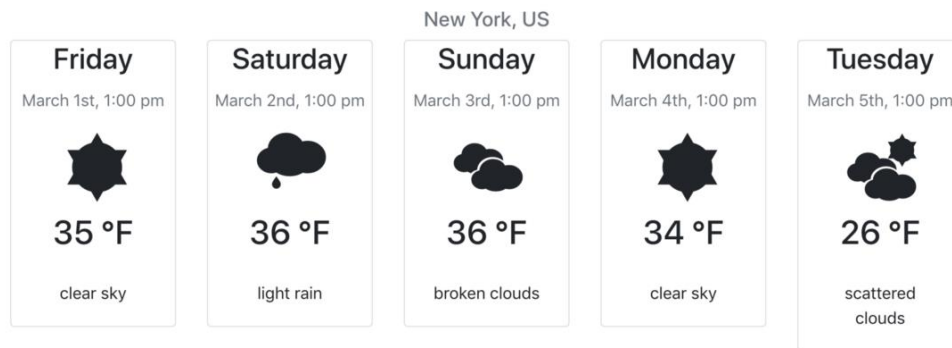 New York, US
Friday
March 1st, 1:00 pm
35 °F
clear sky
Saturday
March 2nd, 1:00 pm
36 °F
light rain
Sunday
March 3rd, 1:00 pm
36 °F
broken clouds
Monday
March 4th, 1:00 pm
34 °F
clear sky
Tuesday
March 5th, 1:00 pm
26 °F
scattered
clouds